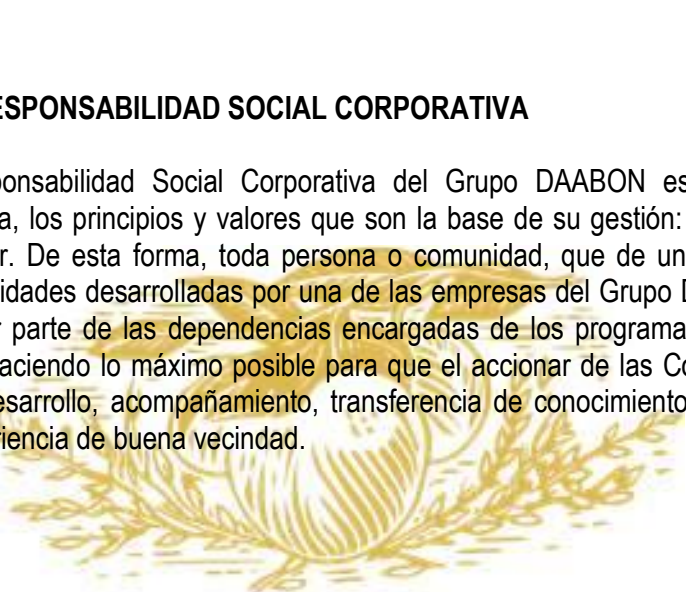 ESPONSABILIDAD SOCIAL CORPORATIVA
ponsabilidad Social Corporativa del Grupo DAABON es
a, los principios y valores que son la base de su gestión:
r. De esta forma, toda persona o comunidad, que de un
idades desarrolladas por una de las empresas del Grupo D
r parte de las dependencias encargadas de los programa
aciendo lo máximo posible para que el accionar de las Co
esarrollo, acompañamiento, transferencia de conocimiento
riencia de buena vecindad.